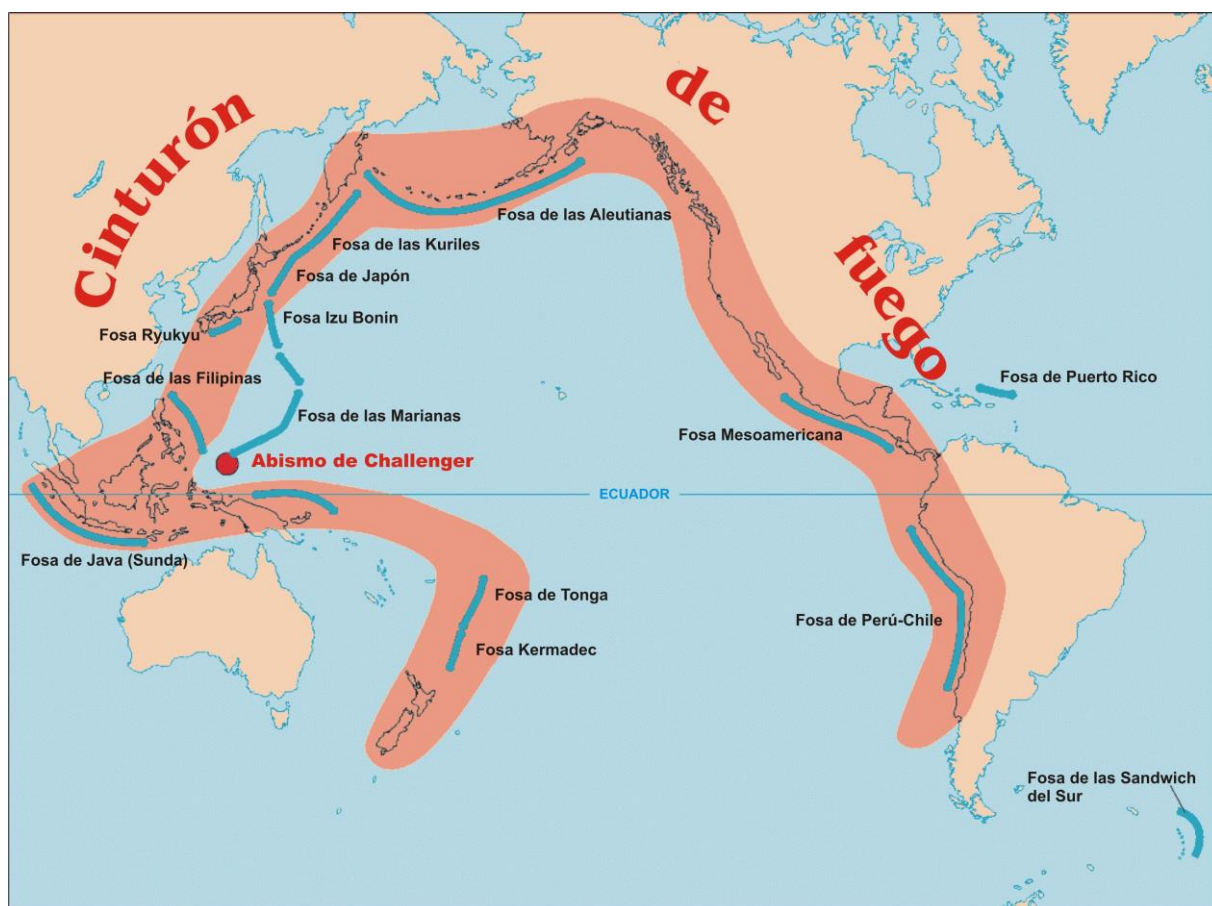 Cinturón de fuego
Fosa de las Aleutianas
Fosa de las Kuriles
Fosa de Japón
Fosa Izu Bonin
Fosa Ryukyu
Fosa de las Filipinas
Fosa de Puerto Rico
Fosa de las Marianas
Fosa Mesoamericana
Abismo de Challenger
ECUADOR
Fosa de Java (Sunda)
Fosa de Tonga
Fosa de Perú-Chile
Fosa Kermadec
Fosa de las Sandwich
del Sur